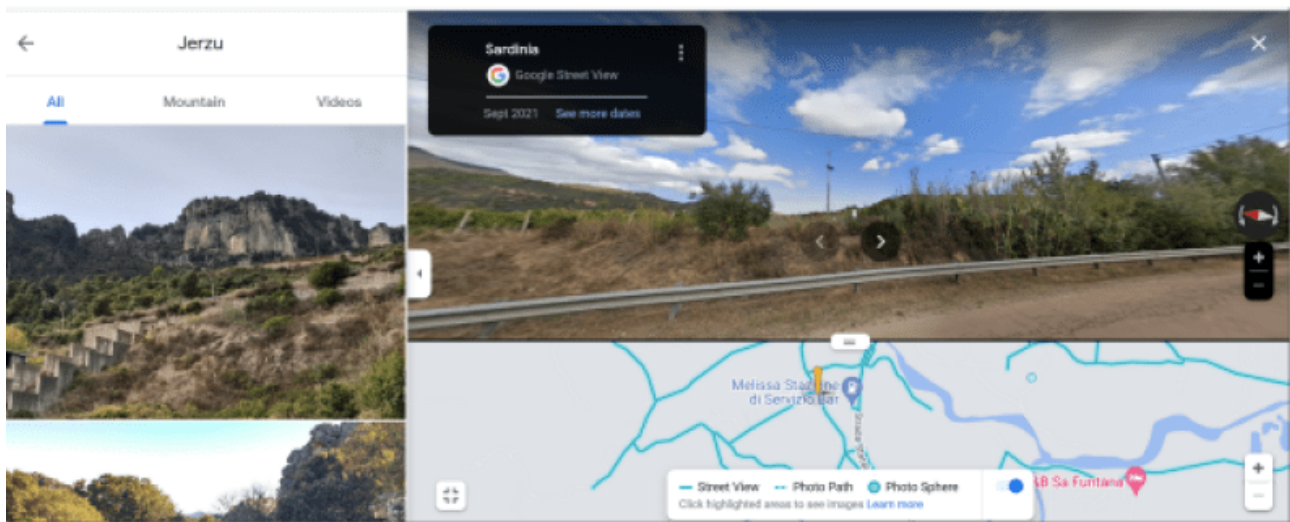 Jerzu
All
Mountain
Videos
Sardinia
Google Street View
Sept 2021
See more dates
Melissa
di Servizio Bar
Street View
Photo Path
Photo Sphere
Click highlighted areas to see images Learn more
Sa Funtana